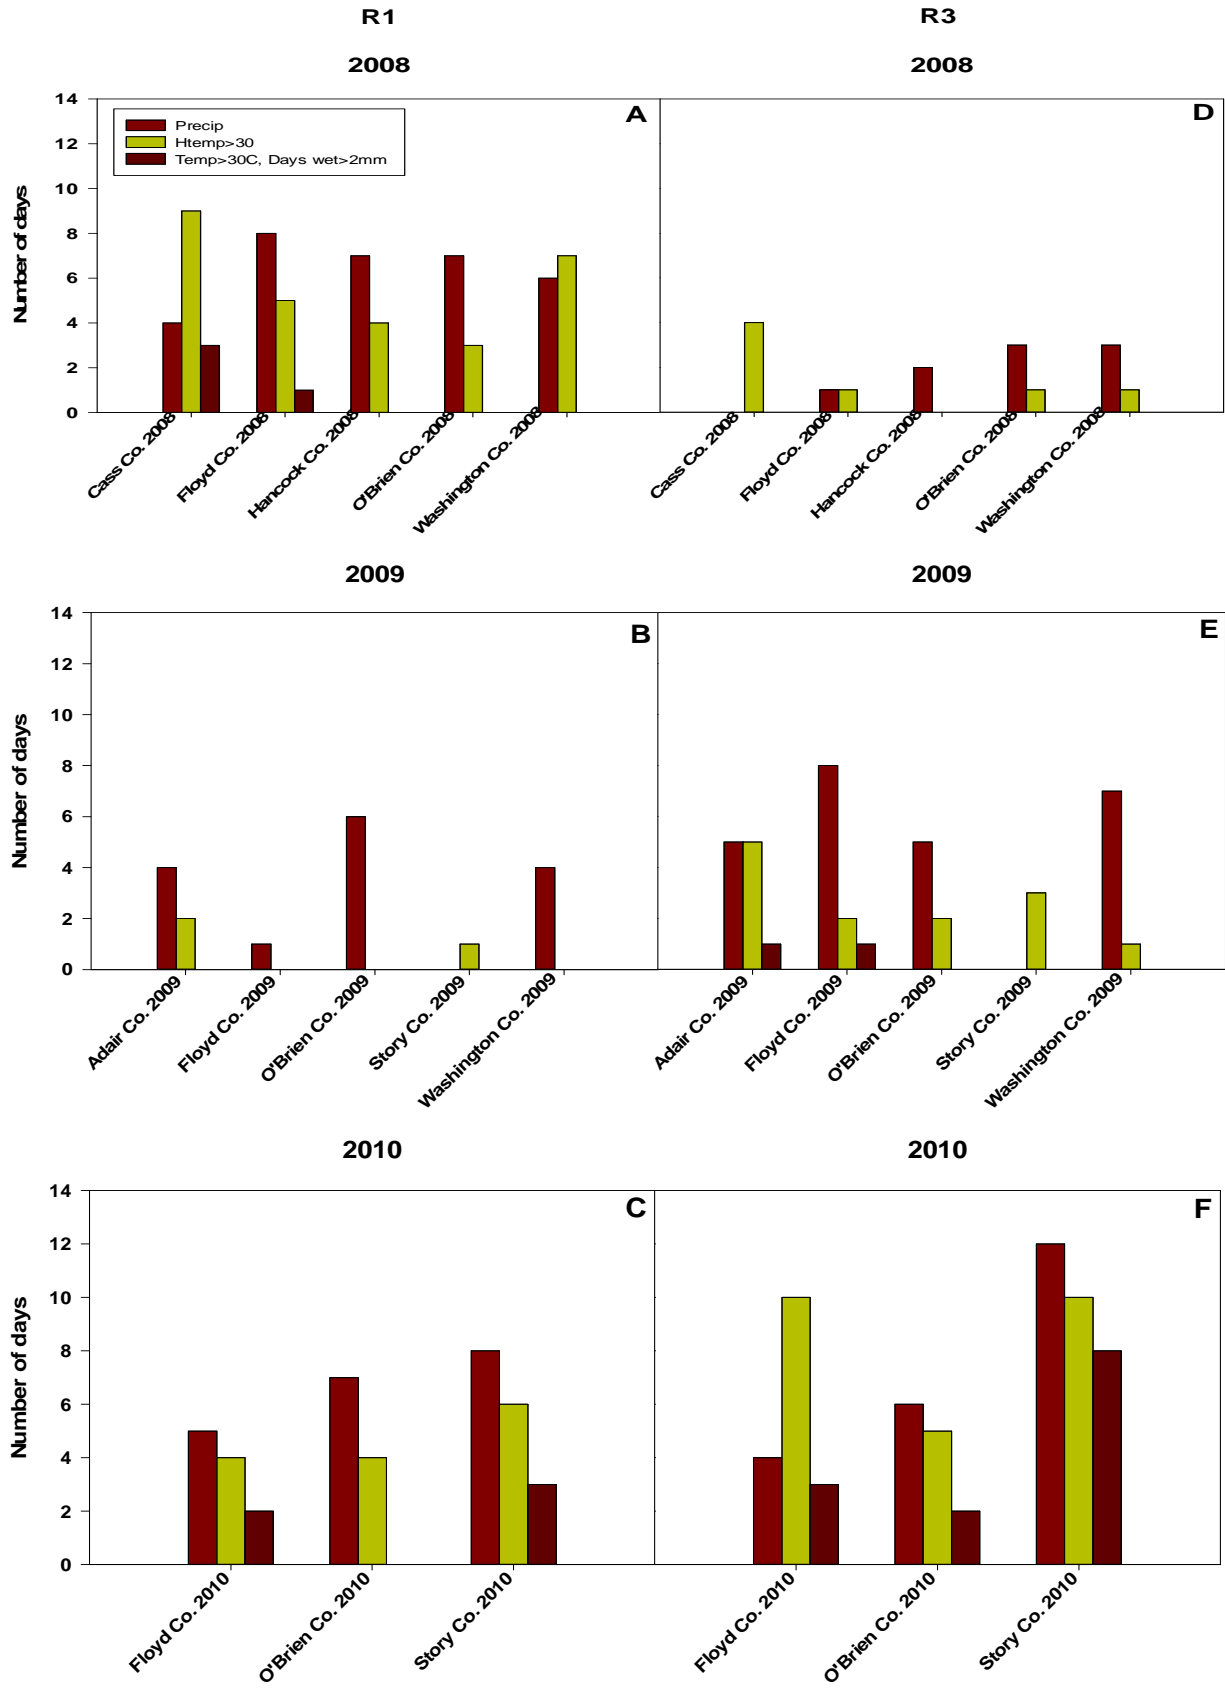 R1
R3
2008
2008
14
12
10
8
6
4
2
0
Number of days
Precip
Htemp>30
Temp>30C, Days wet>2mm
A
D
Cass Co. 2008
Floyd Co. 2008
Hancock Co. 2008
O'Brien Co. 2008
Washington Co. 2008
Cass Co. 2008
Floyd Co. 2008
Hancock Co. 2008
O'Brien Co. 2008
Washington Co. 2008
2009
2009
14
12
10
8
6
4
2
0
Number of days
B
E
Adair Co. 2009
Floyd Co. 2009
O'Brien Co. 2009
Story Co. 2009
Washington Co. 2009
Adair Co. 2009
Floyd Co. 2009
O'Brien Co. 2009
Story Co. 2009
Washington Co. 2009
2010
2010
14
12
10
8
6
4
2
0
Number of days
C
F
Floyd Co. 2010
O'Brien Co. 2010
Story Co. 2010
Floyd Co. 2010
O'Brien Co. 2010
Story Co. 2010